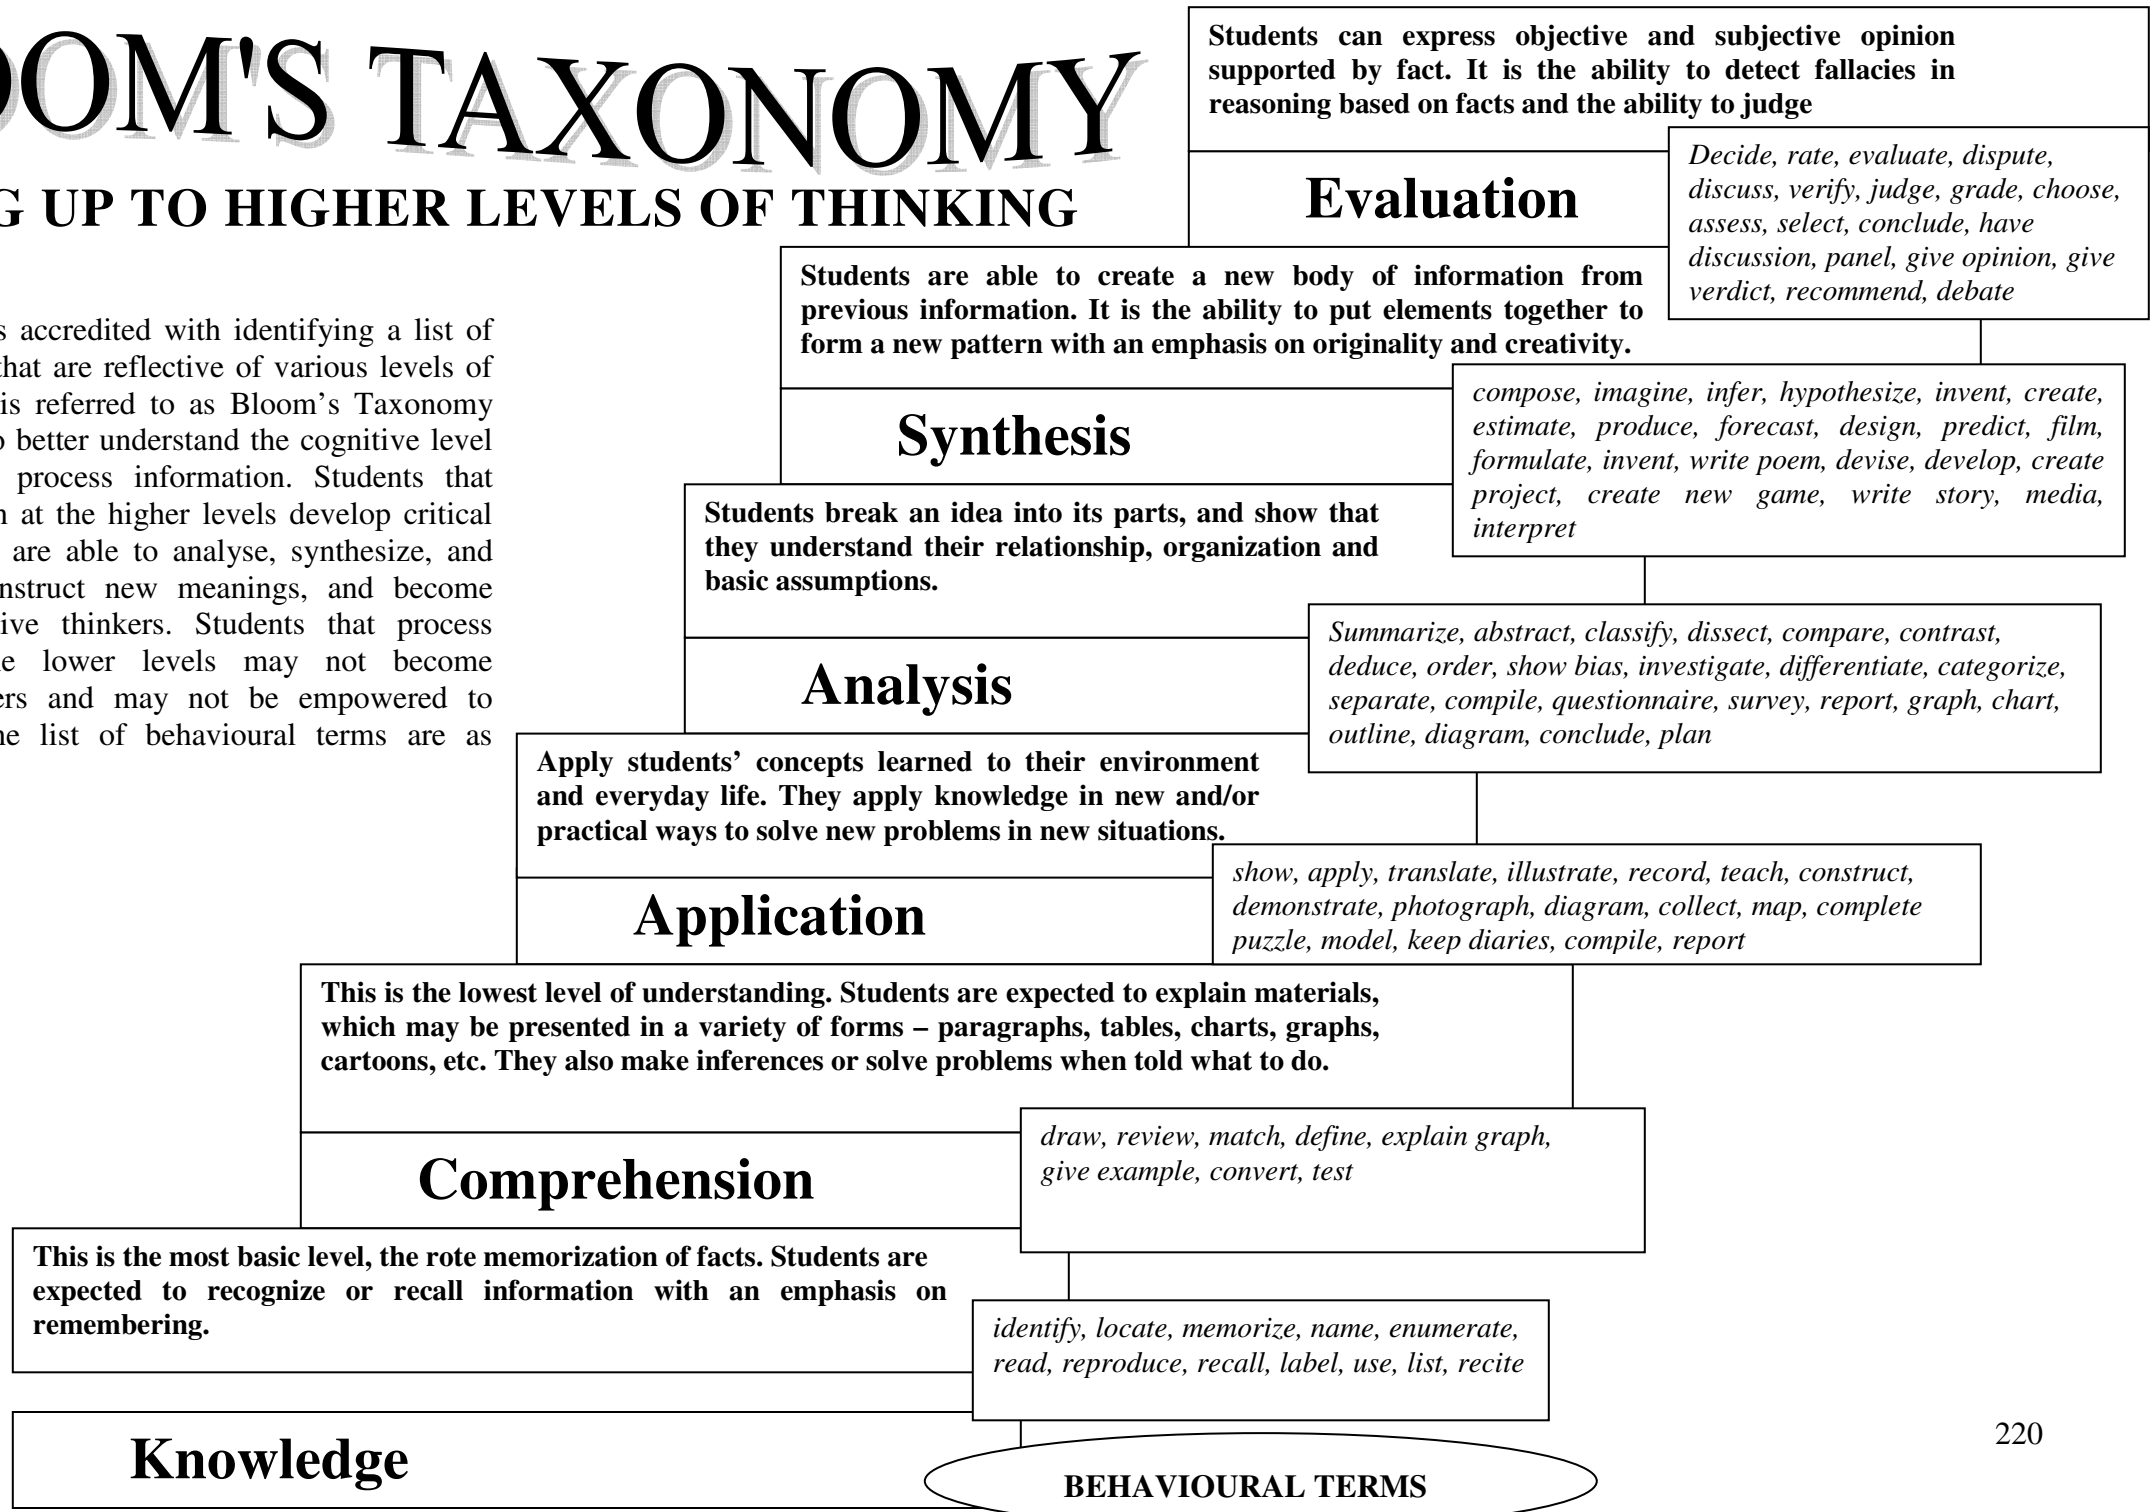 OOM'S TAXONOMY
G UP TO HIGHER LEVELS OF THINKING
s accredited with identifying a list of
that are reflective of various levels of
is referred to as Bloom’s Taxonomy
better understand the cognitive level
process information. Students that
at the higher levels develop critical
are able to analyse, synthesize, and
nstruct new meanings, and become
ive thinkers. Students that process
lower levels may not become
ers and may not be empowered to
list of behavioural terms are as
Students can express objective and subjective opinion
supported by fact. It is the ability to detect fallacies in
reasoning based on facts and the ability to judge
Evaluation
Decide, rate, evaluate, dispute,
discuss, verify, judge, grade, choose,
assess, select, conclude, have
discussion, panel, give opinion, give
verdict, recommend, debate
Students are able to create a new body of information from
previous information. It is the ability to put elements together to
form a new pattern with an emphasis on originality and creativity.
Synthesis
compose, imagine, infer, hypothesize, invent, create,
estimate, produce, forecast, design, predict, film,
formulate, invent, write poem, devise, develop, create
project, create new game, write story, media,
interpret
Students break an idea into its parts, and show that
they understand their relationship, organization and
basic assumptions.
Analysis
Summarize, abstract, classify, dissect, compare, contrast,
deduce, order, show bias, investigate, differentiate, categorize,
separate, compile, questionnaire, survey, report, graph, chart,
outline, diagram, conclude, plan
Apply students’ concepts learned to their environment
and everyday life. They apply knowledge in new and/or
practical ways to solve new problems in new situations.
Application
show, apply, translate, illustrate, record, teach, construct,
demonstrate, photograph, diagram, collect, map, complete
puzzle, model, keep diaries, compile, report
This is the lowest level of understanding. Students are expected to explain materials,
which may be presented in a variety of forms – paragraphs, tables, charts, graphs,
cartoons, etc. They also make inferences or solve problems when told what to do.
Comprehension
draw, review, match, define, explain graph,
give example, convert, test
This is the most basic level, the rote memorization of facts. Students are
expected to recognize or recall information with an emphasis on
remembering.
identify, locate, memorize, name, enumerate,
read, reproduce, recall, label, use, list, recite
Knowledge
BEHAVIOURAL TERMS
220